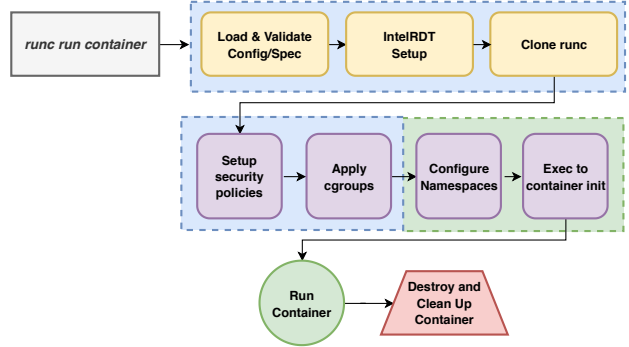 runc run container
Load & Validate
Config/Spec
IntelRDT
Setup
Clone runc
Setup
security
policies
Apply
cgroups
Configure
Namespaces
Exec to
container init
Run
Container
Destroy and
Clean Up
Container